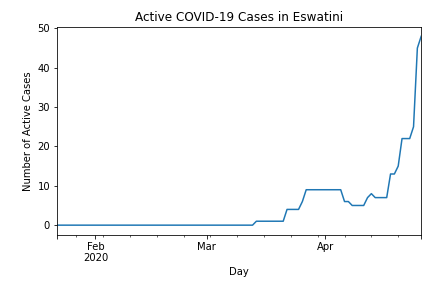 Active COVID-19 Cases in Eswatini
Number of Active Cases
50
40
30
20
10
0
Feb Mar Apr
2020
Day